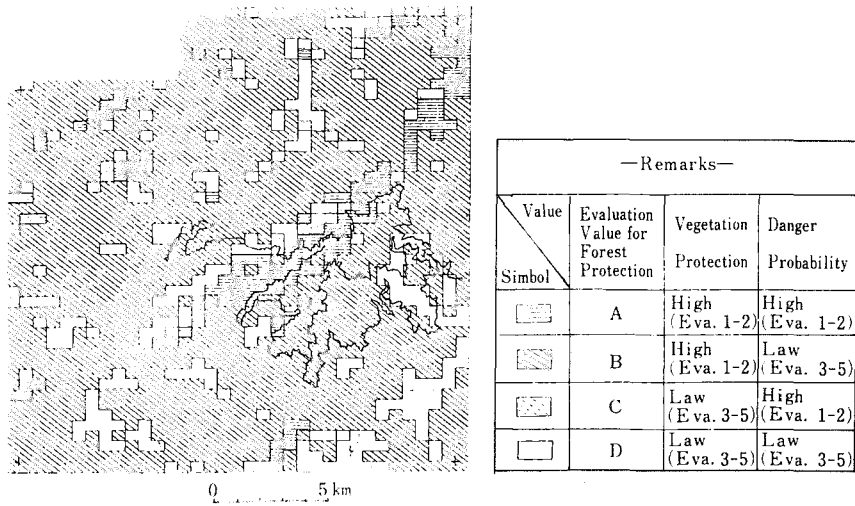 0 5 km
—Remarks—
Value
Simbol
Evaluation
Value for
Forest
Protection
Vegetation
Protection
Danger
Probability
A
High
(Eva. 1-2)
High
(Eva. 1-2)
B
High
(Eva. 1-2)
Law
(Eva. 3-5)
C
Law
(Eva. 3-5)
High
(Eva. 1-2)
D
Law
(Eva. 3-5)
Law
(Eva. 3-5)